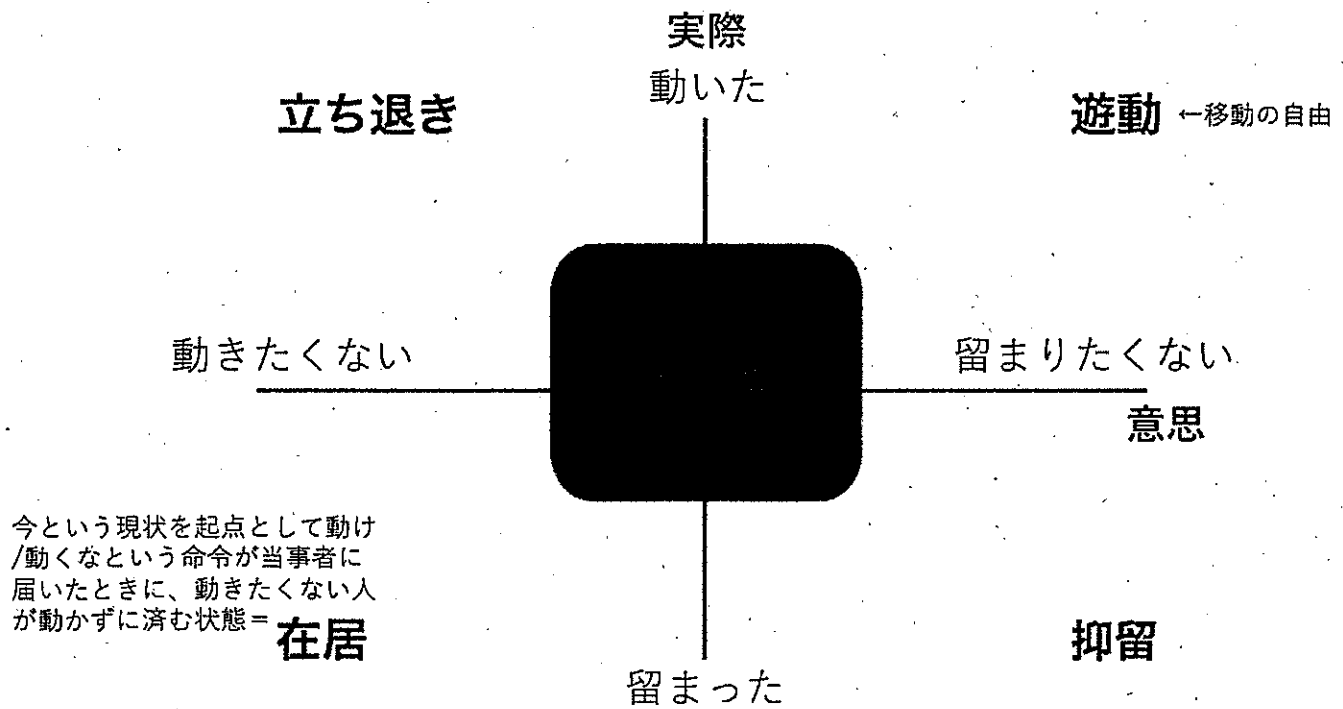 実際
動いた
立ち退き
遊動 ←移動の自由
動きたくない
留まりたくない
意思
今という現状を起点として動け
/動くなという命令が当事者に
届いたときに、動きたくない人
が動かずに済む状態=
在居
抑留
留まった